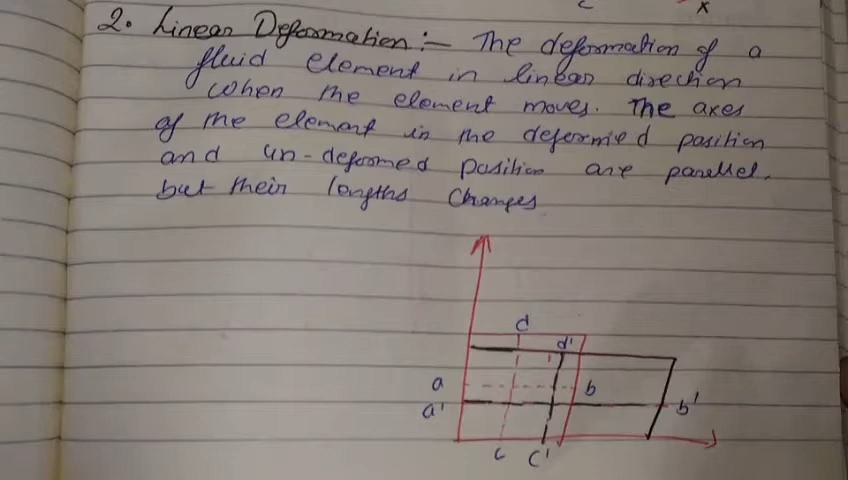 c x
2. Linear Deformation:- The deformation of a
fluid element in linear direction
when the element moves. The axes
of the element in the deformed position
and un-deformed position are parallel.
but their lengths changes
d
d'
a b
a' b'
c c'